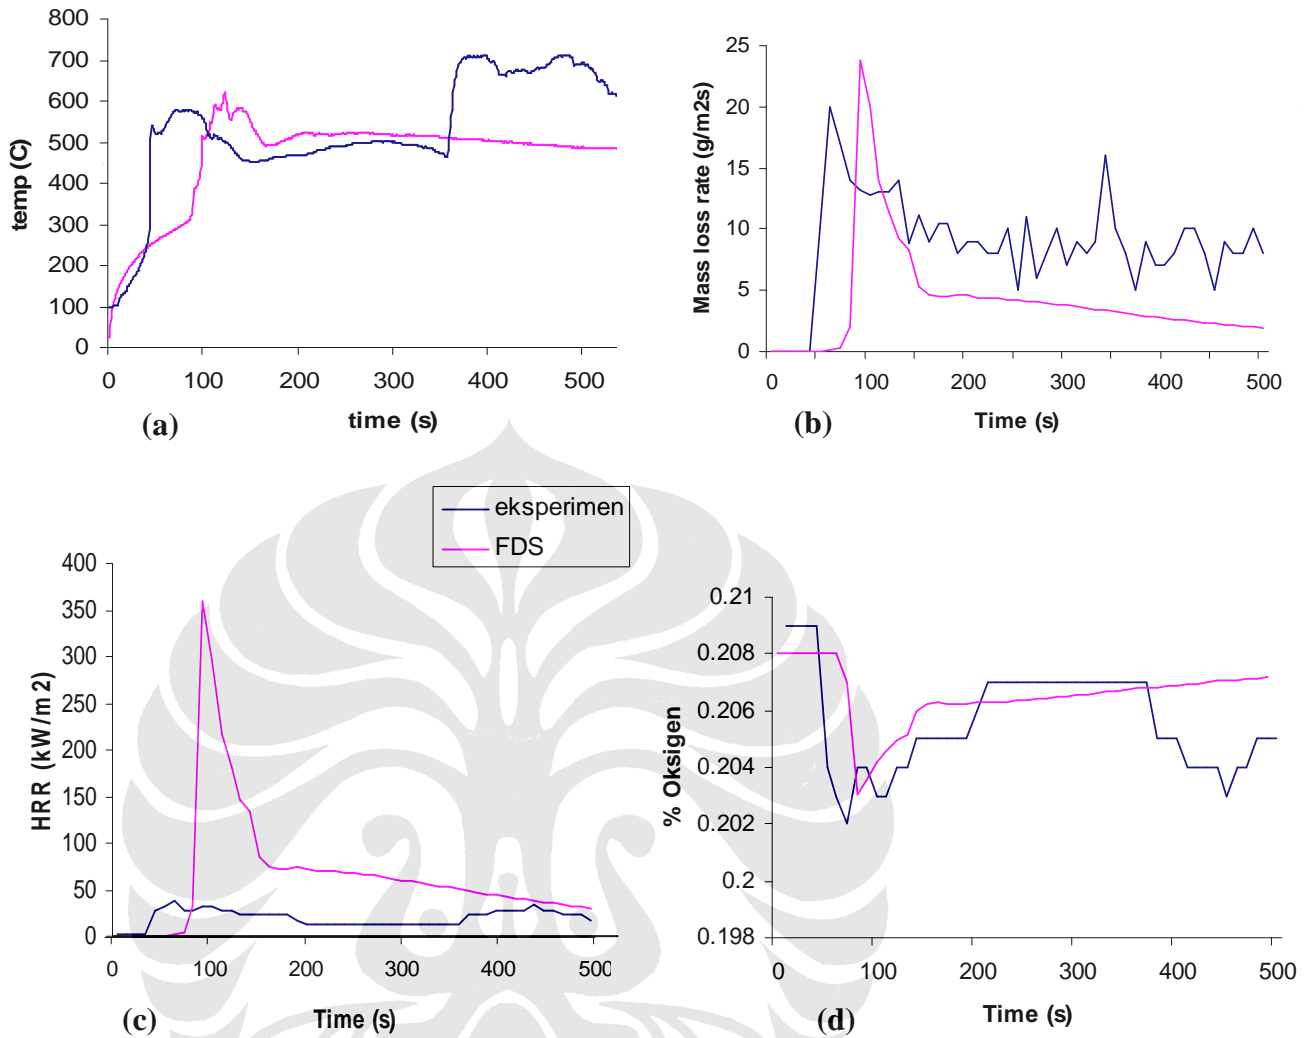 800
700
600
500
400
300
200
100
0
temp (C)
0 100 200 300 400 500
time (s)
(a)
25
20
15
10
5
0
Mass loss rate (g/m2s)
0 100 200 300 400 500
Time (s)
(b)
eksperimen
FDS
400
350
300
250
200
150
100
50
0
HRR (kW/m 2)
0 100 200 300 400 500
Time (s)
(c)
0.21
0.208
0.206
0.204
0.202
0.2
0.198
% Oksigen
0 100 200 300 400 500
Time (s)
(d)